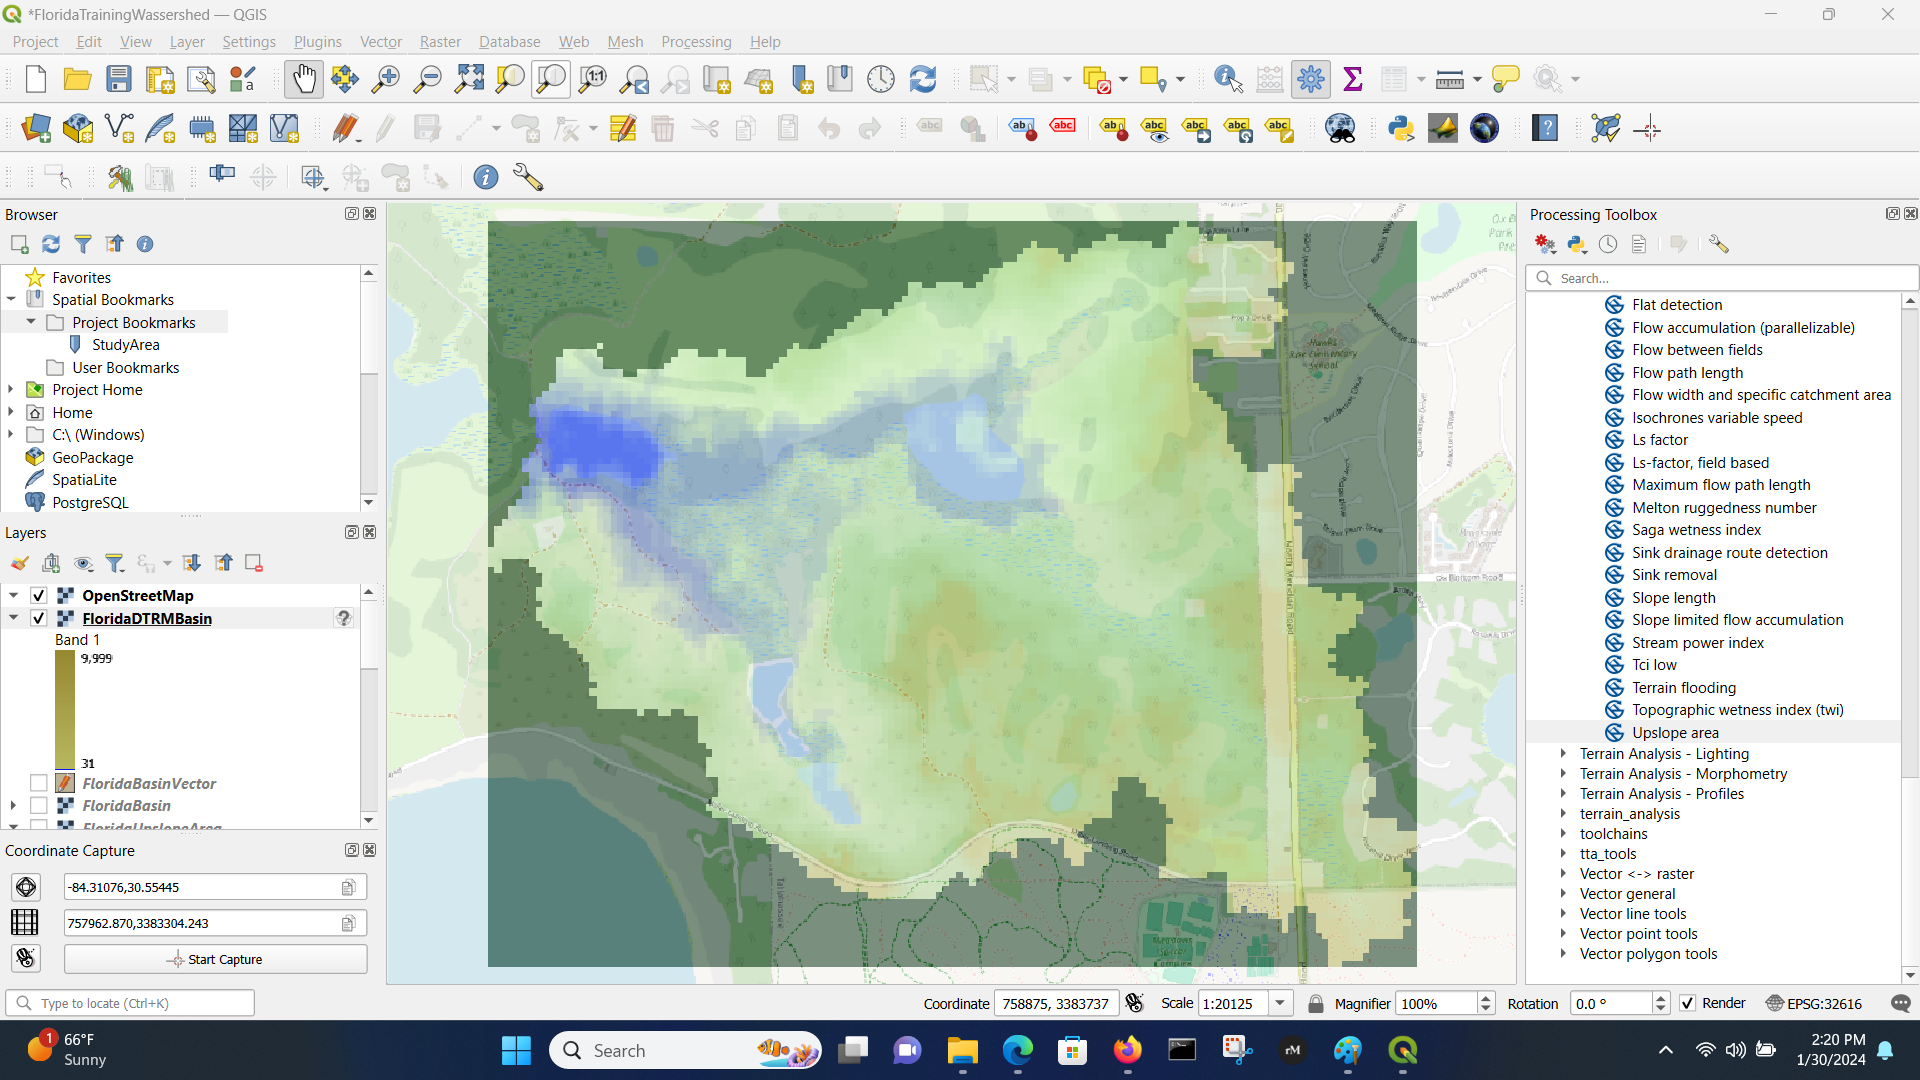 *FloridaTrainingWassershed — QGIS
Project Edit View Layer Settings Plugins Vector Raster Database Web Mesh Processing Help
Browser
Favorites
Spatial Bookmarks
Project Bookmarks
StudyArea
User Bookmarks
Project Home
Home
C:\ (Windows)
GeoPackage
SpatiaLite
PostgreSQL
Layers
OpenStreetMap
FloridaDTRMBasin
Band 1
9,999
31
FloridaBasinVector
FloridaBasin
FloridaUpslopeArea
Coordinate Capture
-84.31076,30.55445
757962.870,3383304.243
Start Capture
Processing Toolbox
Search...
Flat detection
Flow accumulation (parallelizable)
Flow between fields
Flow path length
Flow width and specific catchment area
Isochrones variable speed
Ls factor
Ls-factor, field based
Maximum flow path length
Melton ruggedness number
Saga wetness index
Sink drainage route detection
Sink removal
Slope length
Slope limited flow accumulation
Stream power index
Tci low
Terrain flooding
Topographic wetness index (twi)
Upslope area
Terrain Analysis - Lighting
Terrain Analysis - Morphometry
Terrain Analysis - Profiles
terrain_analysis
toolchains
tta_tools
Vector <-> raster
Vector general
Vector line tools
Vector point tools
Vector polygon tools
Type to locate (Ctrl+K)
Coordinate 758875, 3383737 Scale 1:20125 Magnifier 100% Rotation 0.0 ° Render EPSG:32616
1
66°F
Sunny
Search
rM
2:20 PM
1/30/2024